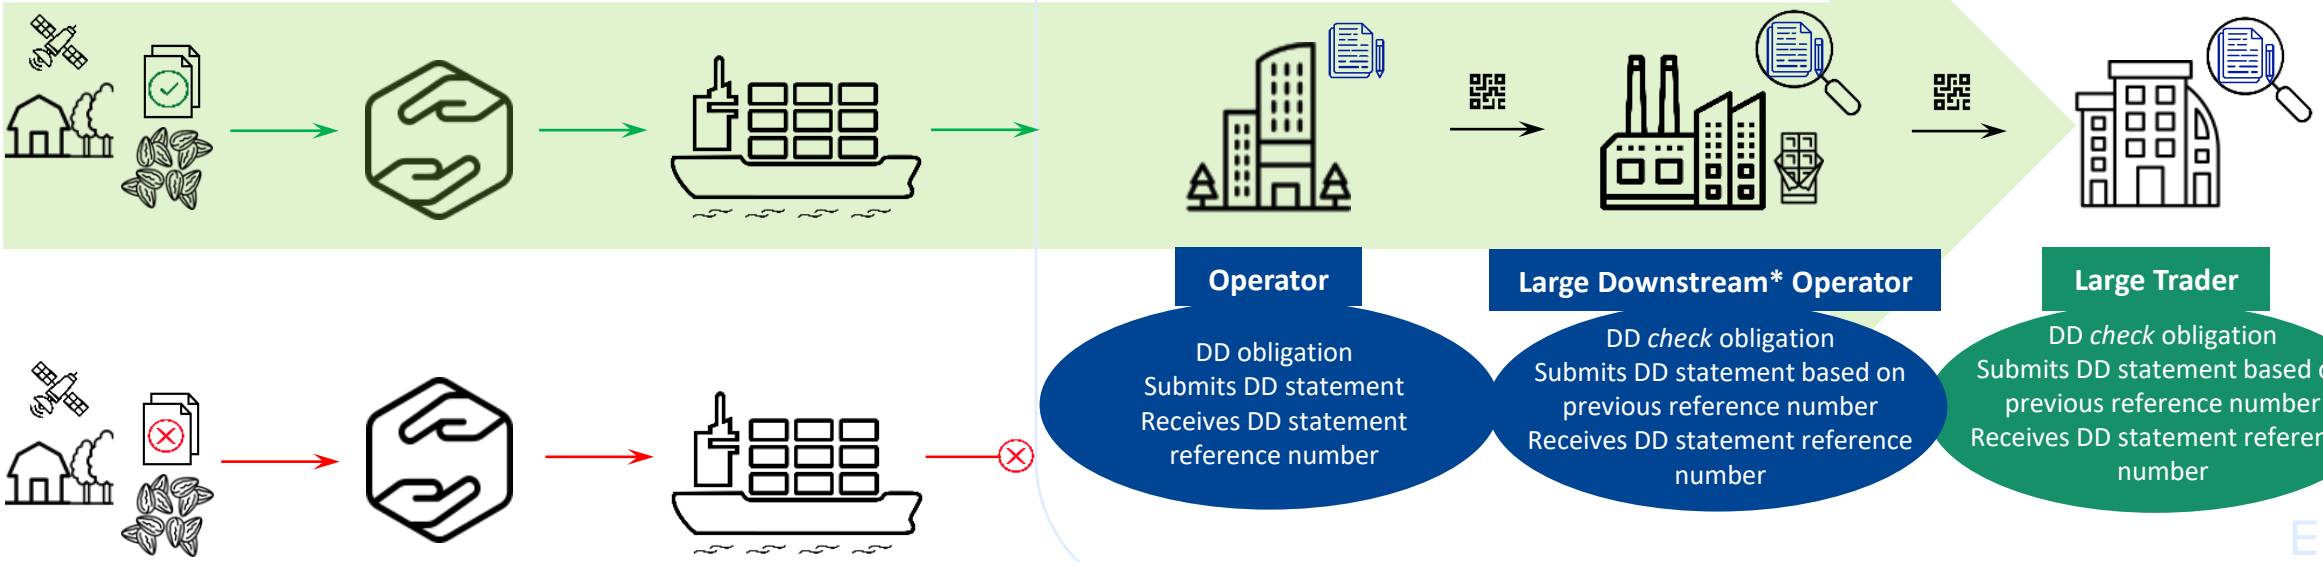 Operator
DD obligation
Submits DD statement
Receives DD statement
reference number
Large Downstream* Operator
DD check obligation
Submits DD statement based on
previous reference number
Receives DD statement reference
number
Large Trader
DD check obligation
Submits DD statement based
previous reference number
Receives DD statement
number
E